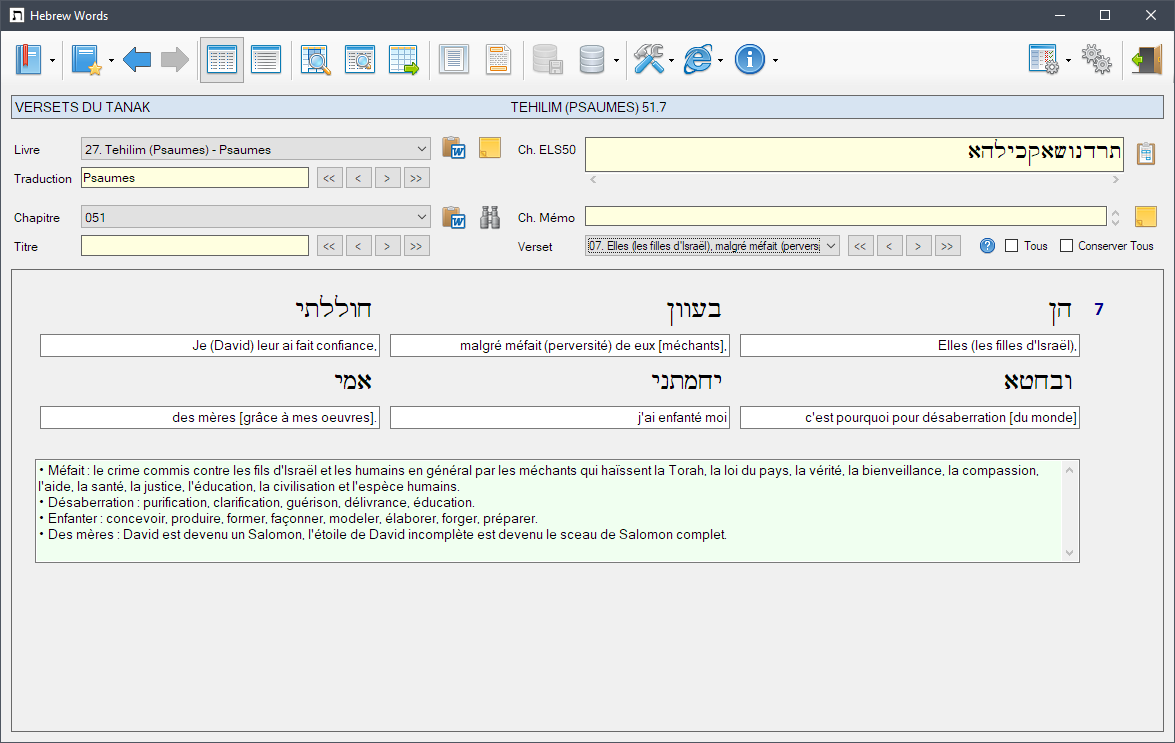 Hebrew Words
VERSETS DU TANAK TEHILIM (PSAUMES) 51.7
Livre 27. Tehilim (Psaumes) - Psaumes Ch. ELS50 תרדנושאקכילהא
Traduction Psaumes << < > >>
Chapitre 051 Ch. Mémo
Titre << < > >> Verset 07. Elles (les filles d'Israël), malgré méfait (pervers << < > >> Tous Conserver Tous
7 הן בעוון חוללתי
Elles (les filles d'Israël), malgré méfait (perversité) de eux [méchants], Je (David) leur ai fait confiance,
ובחטא יחמתני אמי
c'est pourquoi pour désaberration [du monde] j'ai enfanté moi des mères [grâce à mes oeuvres].
• Méfait : le crime commis contre les fils d'Israël et les humains en général par les méchants qui haïssent la Torah, la loi du pays, la vérité, la bienveillance, la compassion,
l'aide, la santé, la justice, l'éducation, la civilisation et l'espèce humains.
• Désaberration : purification, clarification, guérison, délivrance, éducation.
• Enfanter : concevoir, produire, former, façonner, modeler, élaborer, forger, préparer.
• Des mères : David est devenu un Salomon, l'étoile de David incomplète est devenu le sceau de Salomon complet.